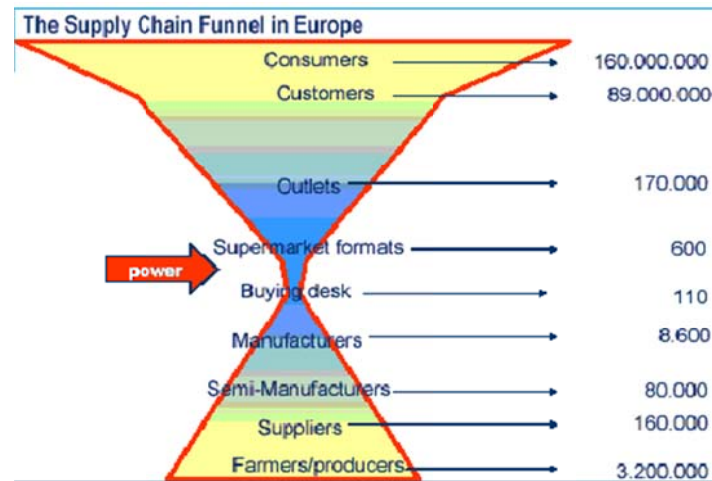 The Supply Chain Funnel in Europe
Consumers 160.000.000
Customers 89.000.000
Outlets 170.000
Supermarket formats 600
power
Buying desk 110
Manufacturers 8.600
Semi-Manufacturers 80.000
Suppliers 160.000
Farmers/producers 3.200.000